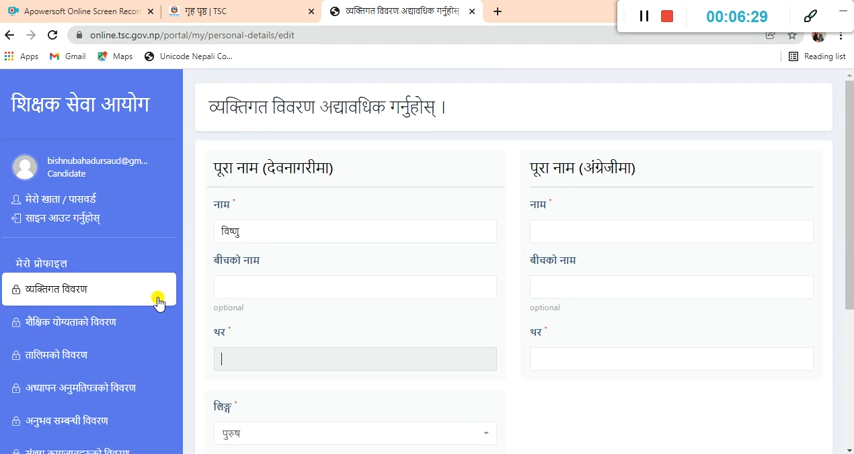 Apowersoft Online Screen Recor
गृह पृष्ठ | TSC
व्यक्तिगत विवरण अद्यावधिक गर्नुहोस्
00:06:29
online.tsc.gov.np/portal/my/personal-details/edit
Apps
Gmail
Maps
Unicode Nepali Co...
Reading list
शिक्षक सेवा आयोग
bishnubahadursaud@gm...
Candidate
मेरो खाता / पासवर्ड
साइन आउट गर्नुहोस्
मेरो प्रोफाइल
व्यक्तिगत विवरण
शैक्षिक योग्यताको विवरण
तालिमको विवरण
अध्यापन अनुमतिपत्रको विवरण
अनुभव सम्बन्धी विवरण
व्यक्तिगत विवरण अद्यावधिक गर्नुहोस् ।
पूरा नाम (देवनागरीमा)
नाम *
विष्णु
बीचको नाम
optional
थर *
लिङ्ग *
पुरुष
पूरा नाम (अंग्रेजीमा)
नाम *
बीचको नाम
optional
थर *